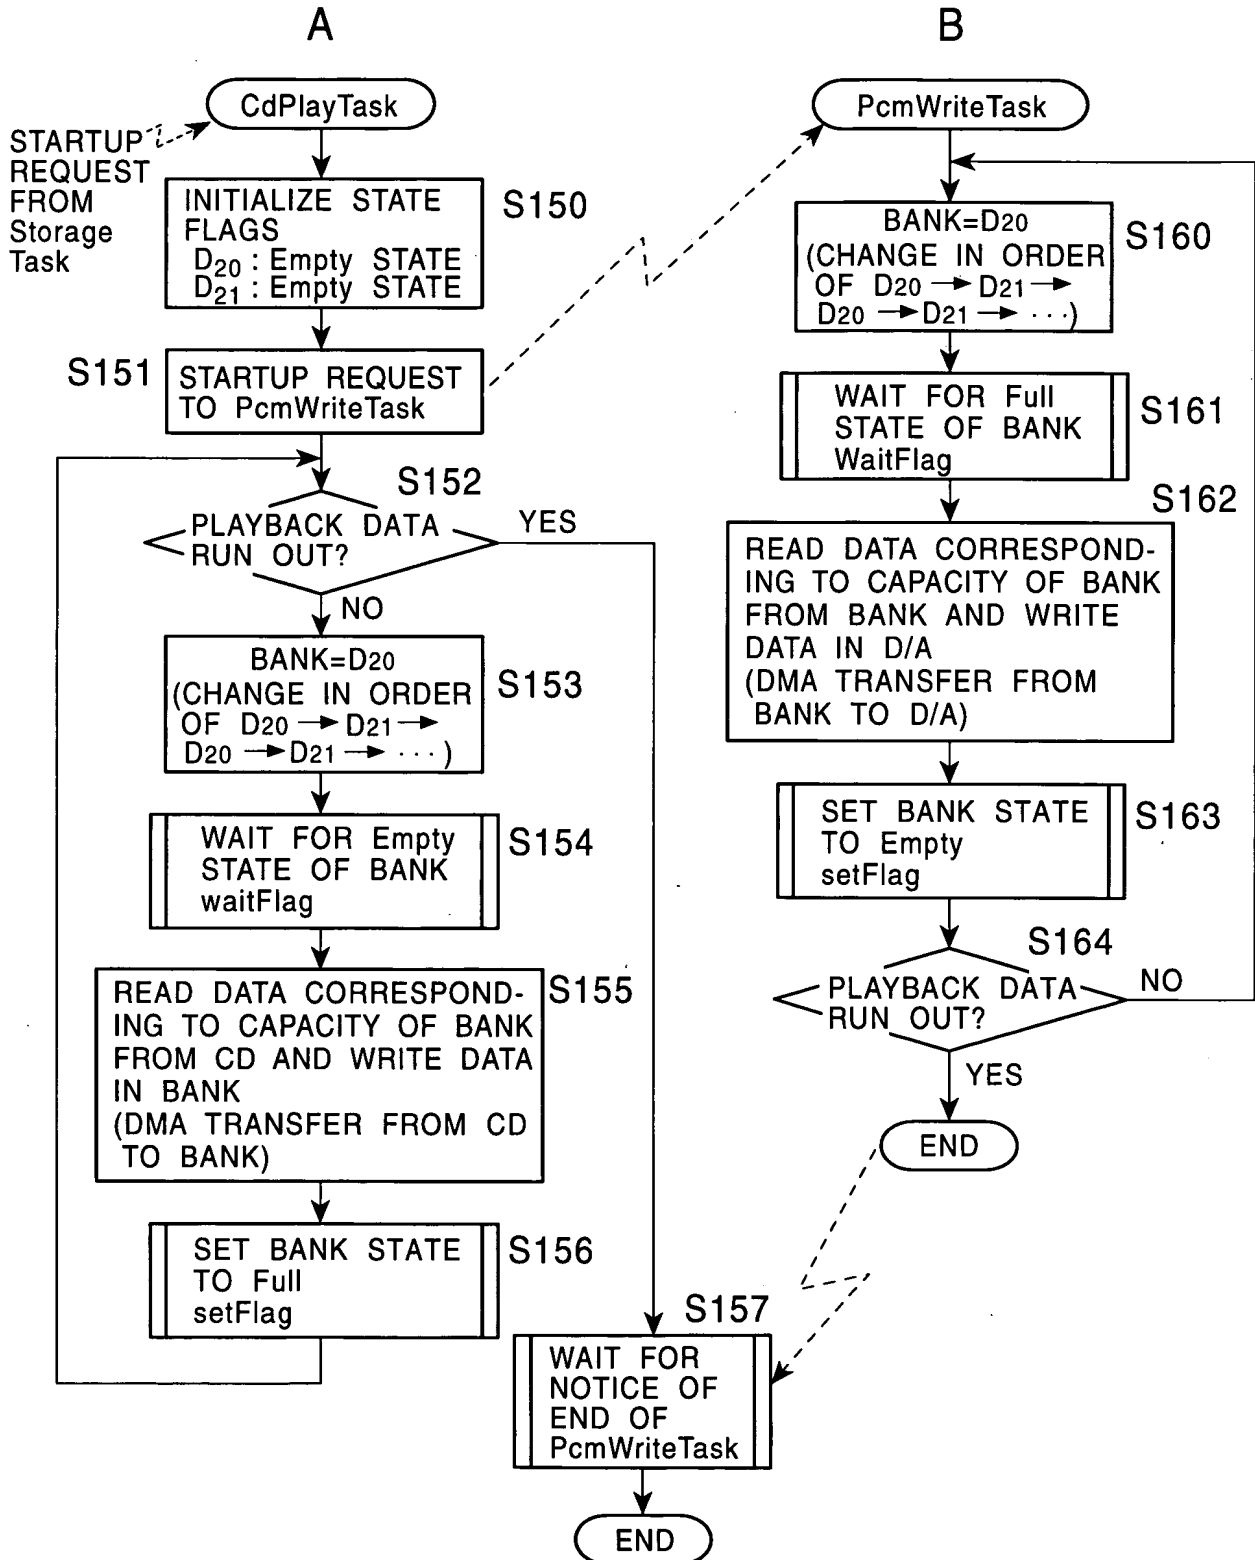 A
CdPlayTask
STARTUP
REQUEST
FROM
Storage
Task
INITIALIZE STATE
FLAGS
D20 : Empty STATE
D21 : Empty STATE
S150
S151
STARTUP REQUEST
TO PcmWriteTask
S152
PLAYBACK DATA
RUN OUT?
YES
NO
BANK=D20
(CHANGE IN ORDER
OF D20 → D21 →
D20 → D21 → ···)
S153
WAIT FOR Empty
STATE OF BANK
waitFlag
S154
READ DATA CORRESPOND-
ING TO CAPACITY OF BANK
FROM CD AND WRITE DATA
IN BANK
(DMA TRANSFER FROM CD
TO BANK)
S155
SET BANK STATE
TO Full
setFlag
S156
S157
WAIT FOR
NOTICE OF
END OF
PcmWriteTask
END
B
PcmWriteTask
BANK=D20
(CHANGE IN ORDER
OF D20 → D21 →
D20 → D21 → ···)
S160
WAIT FOR Full
STATE OF BANK
WaitFlag
S161
S162
READ DATA CORRESPOND-
ING TO CAPACITY OF BANK
FROM BANK AND WRITE
DATA IN D/A
(DMA TRANSFER FROM
BANK TO D/A)
SET BANK STATE
TO Empty
setFlag
S163
S164
PLAYBACK DATA
RUN OUT?
NO
YES
END